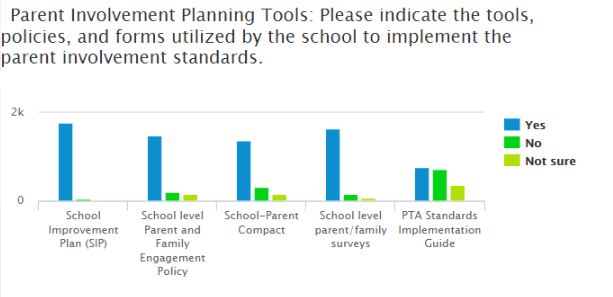 Parent Involvement Planning Tools: Please indicate the tools,
policies, and forms utilized by the school to implement the
parent involvement standards.
2k
0
Yes
No
Not sure
School
Improvement
Plan (SIP)
School level
Parent and
Family
Engagement
Policy
School-Parent
Compact
School level
parent/family
surveys
PTA Standards
Implementation
Guide